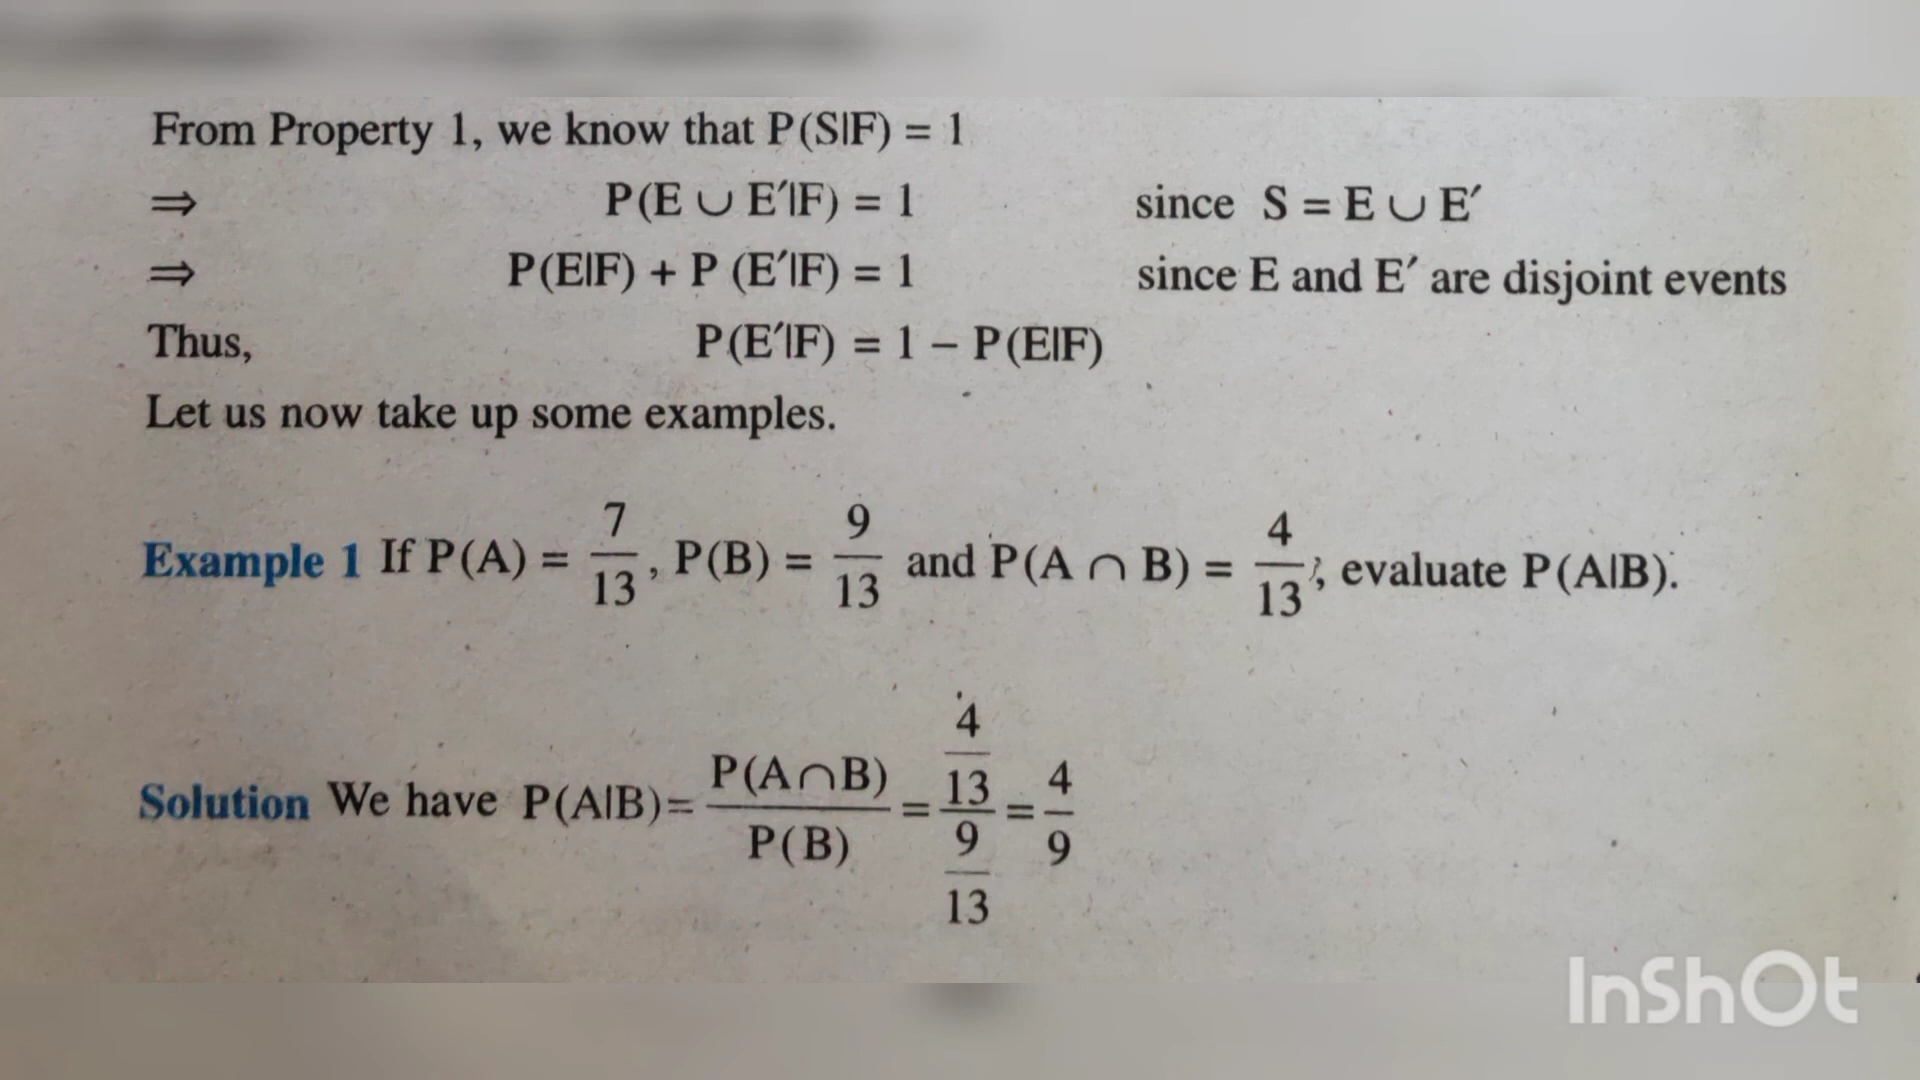 From Property 1, we know that P(S|F) = 1
⇒ P(E ∪ E′|F) = 1 since S = E ∪ E′
⇒ P(E|F) + P (E′|F) = 1 since E and E′ are disjoint events
Thus, P(E′|F) = 1 − P(E|F)
Let us now take up some examples.
Example 1 If P(A) = 7/13, P(B) = 9/13 and P(A ∩ B) = 4/13, evaluate P(A|B).
Solution We have P(A|B)= P(A∩B)/P(B) = (4/13)/(9/13) = 4/9
InShOt